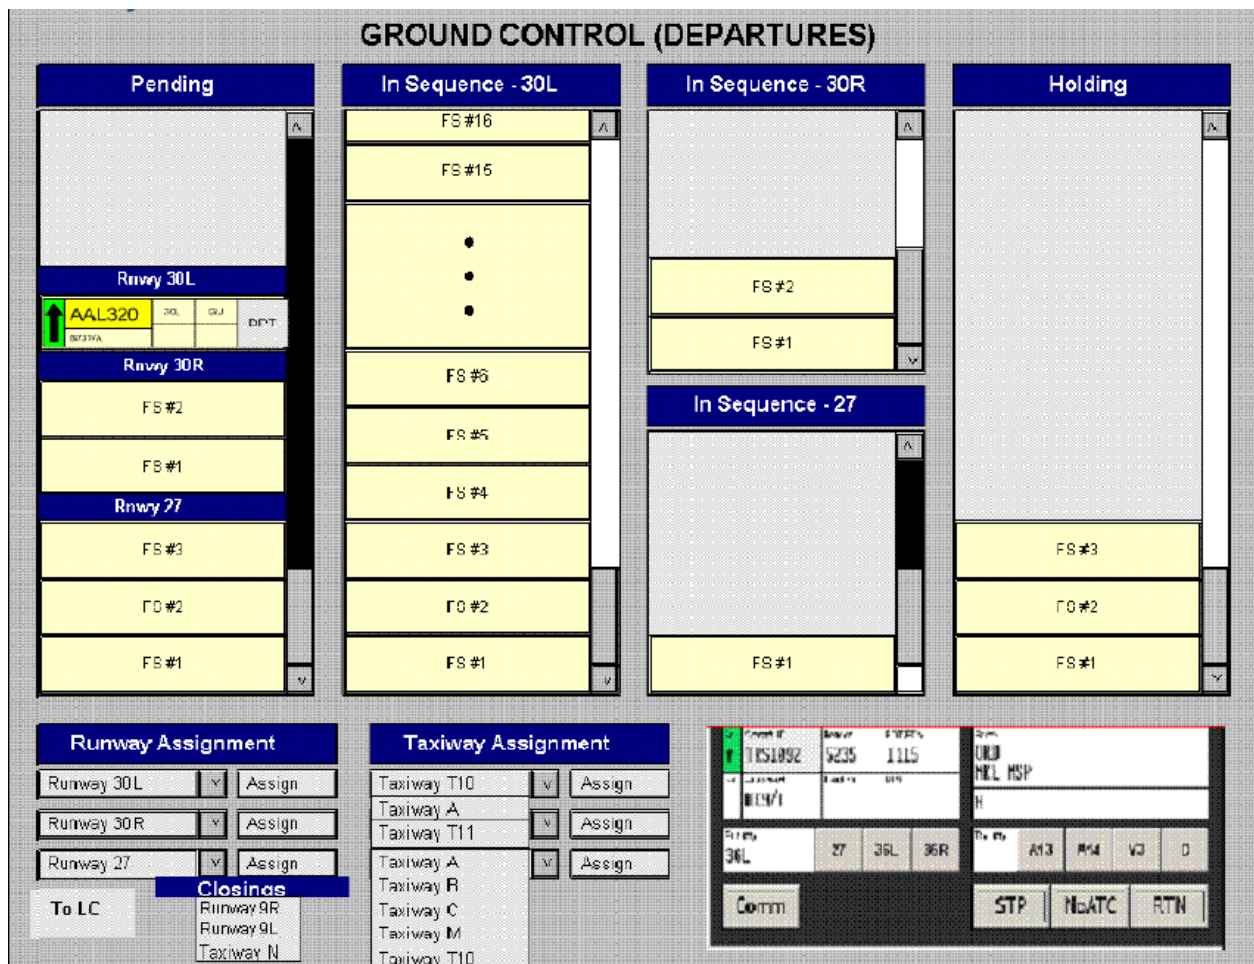 GROUND CONTROL (DEPARTURES)
Pending
Rnwy 30L
AAL320 30L DPT
Rnwy 30R
FS #2
FS #1
Rnwy 27
FS #3
FS #2
FS #1
In Sequence - 30L
FS #16
FS #15
FS #6
FS #5
FS #4
FS #3
FS #2
FS #1
In Sequence - 30R
FS #2
FS #1
In Sequence - 27
FS #1
Holding
FS #3
FS #2
FS #1
Runway Assignment
Runway 30L Assign
Runway 30R Assign
Runway 27 Assign
To LC
Closings
Runway 9R
Runway 9L
Taxiway N
Taxiway Assignment
Taxiway T10 Assign
Taxiway A
Taxiway T11 Assign
Taxiway A Assign
Taxiway B
Taxiway C
Taxiway M
Taxiway T10
5235 1115
ORD
MKL MSP
36L 27 36L 36R
A13 A14 V3 D
Comm STP NoATC RTN